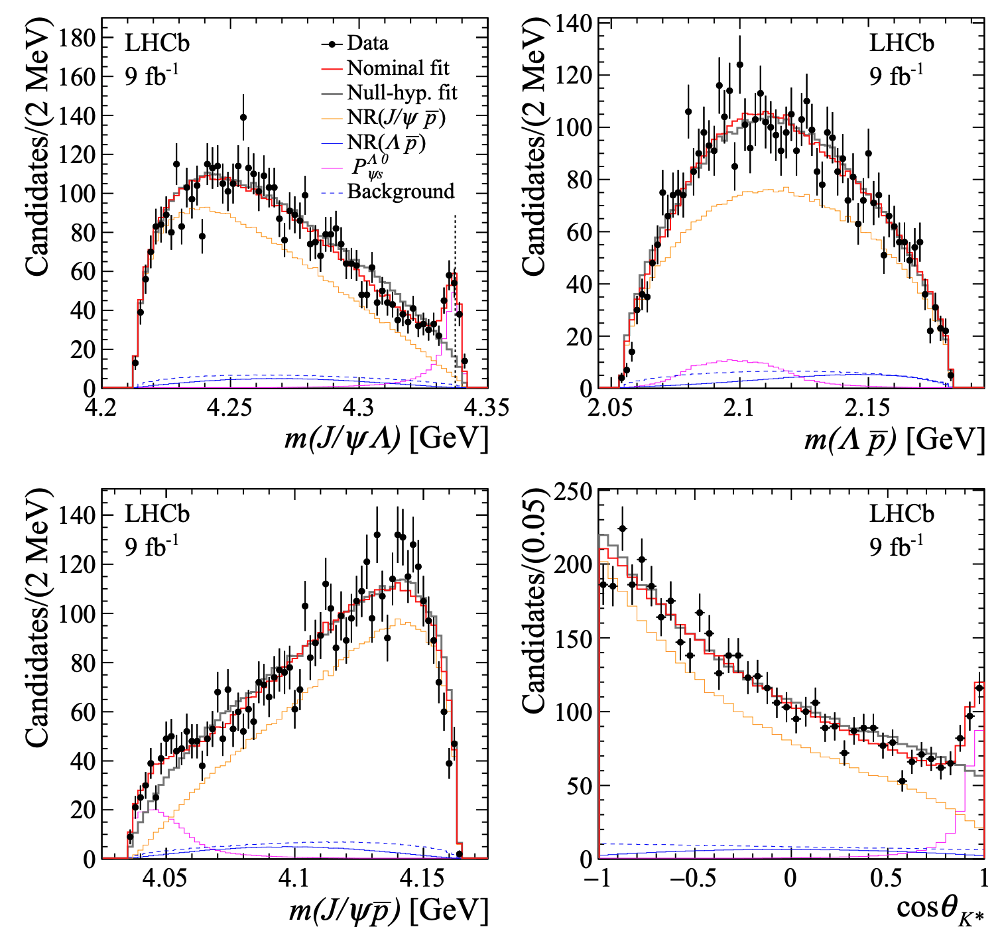 Candidates/(2 MeV)
180
160
140
120
100
80
60
40
20
0
LHCb
9 fb⁻¹
Data
Nominal fit
Null-hyp. fit
NR(J/ψ p̅)
NR(Λ p̅)
P_ψs^Λ0
Background
4.2
4.25
4.3
4.35
m(J/ψ Λ) [GeV]
Candidates/(2 MeV)
140
120
100
80
60
40
20
0
LHCb
9 fb⁻¹
2.05
2.1
2.15
m(Λ p̅) [GeV]
Candidates/(2 MeV)
140
120
100
80
60
40
20
0
LHCb
9 fb⁻¹
4.05
4.1
4.15
m(J/ψ p̅) [GeV]
Candidates/(0.05)
250
200
150
100
50
0
LHCb
9 fb⁻¹
−1
−0.5
0
0.5
1
cosθ_K*